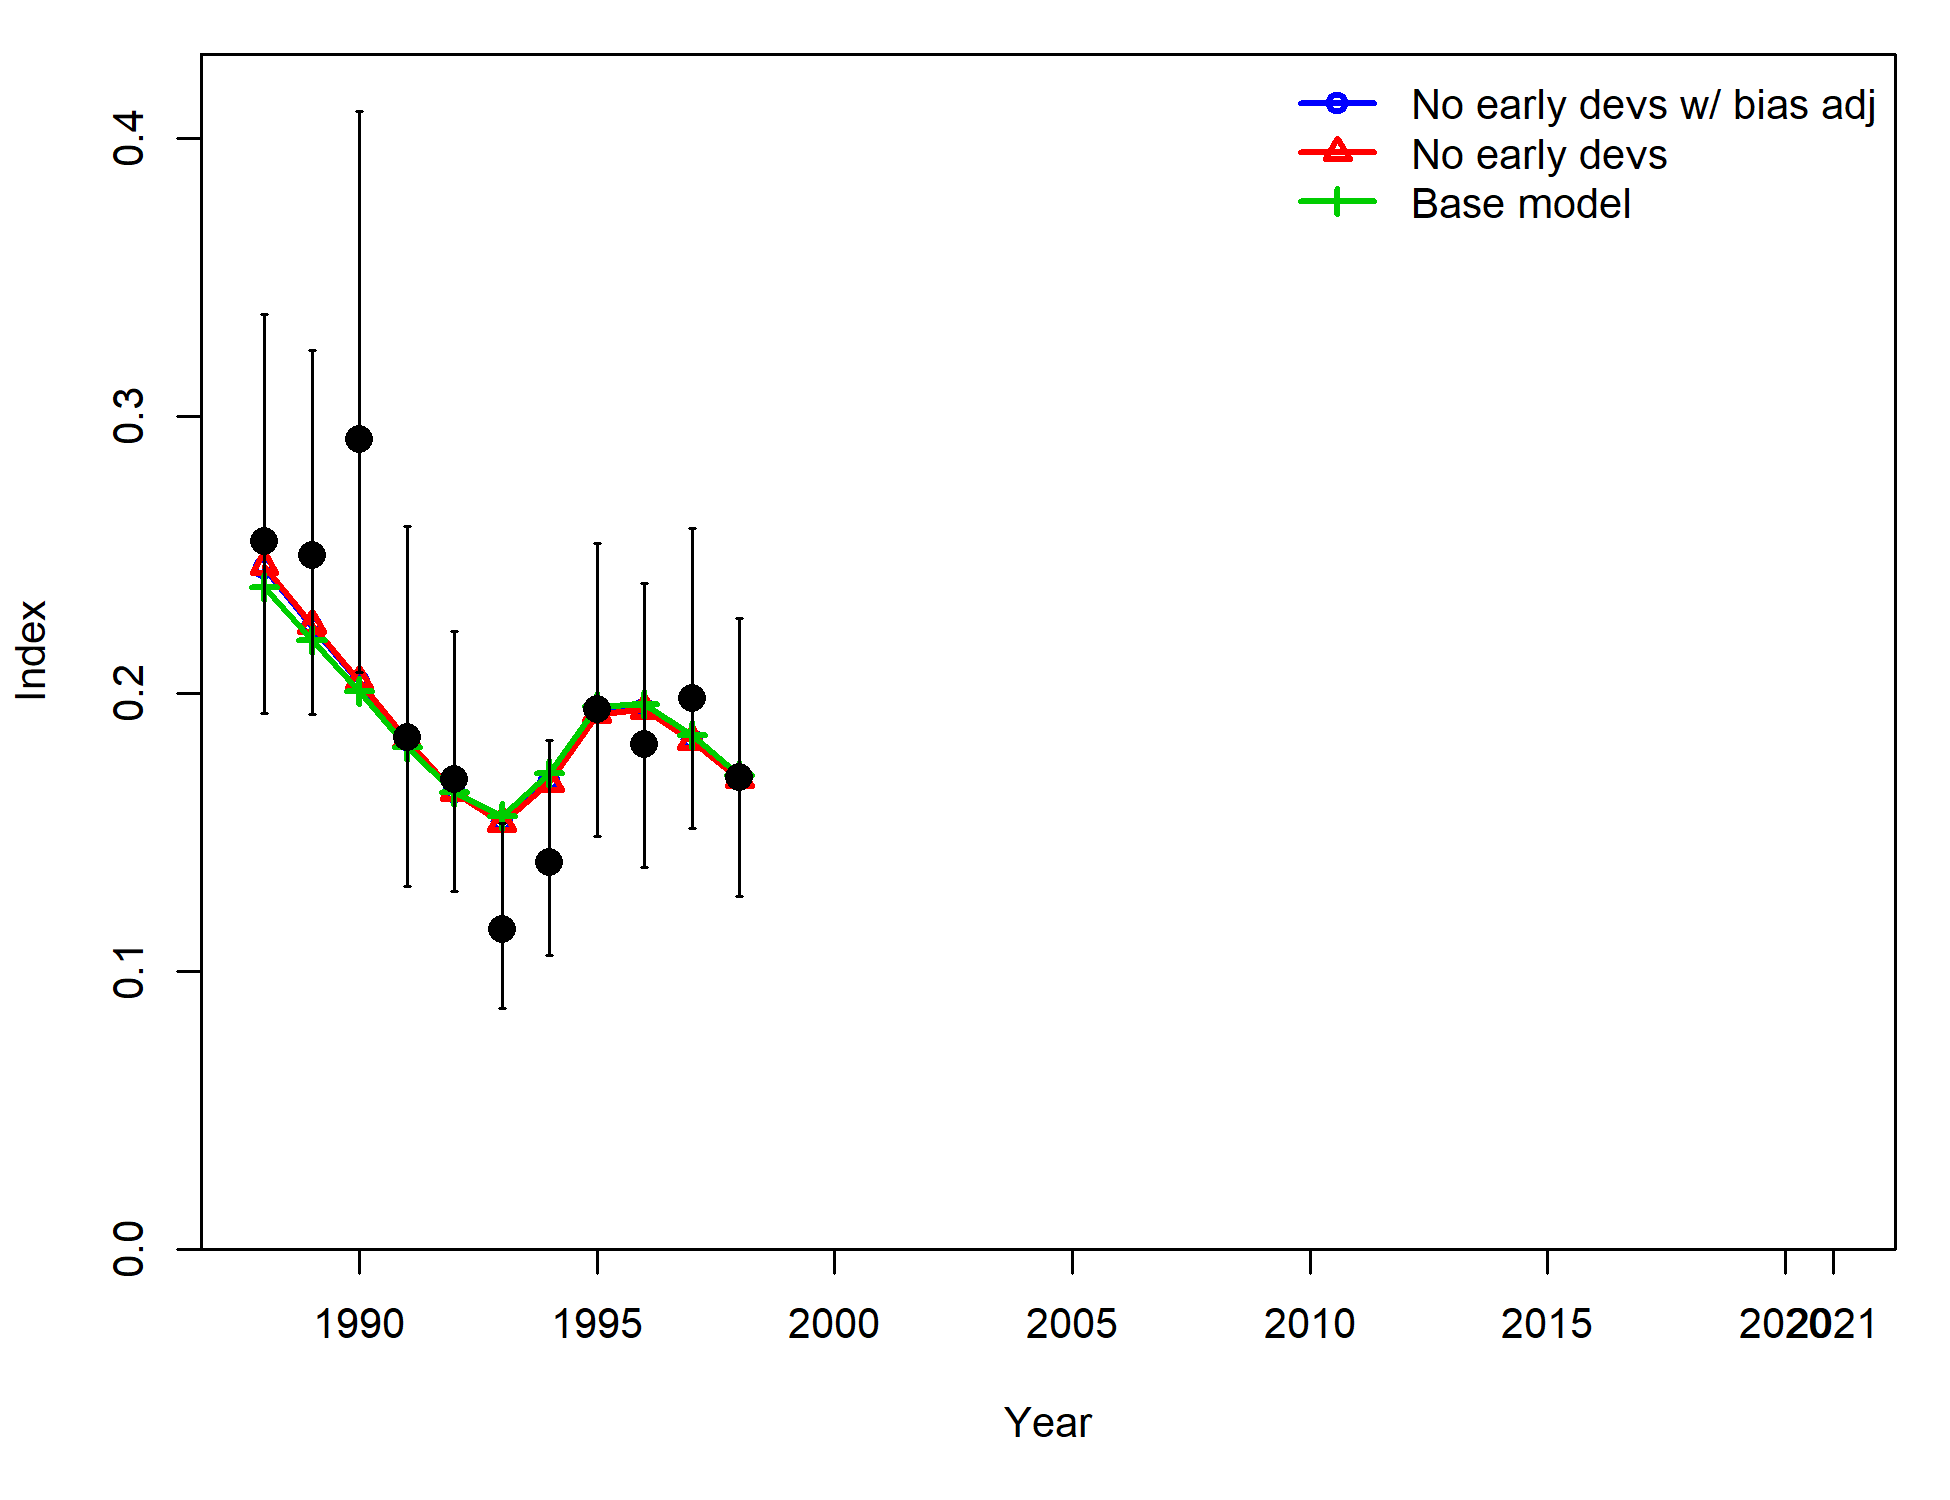 No early devs w/ bias adj
No early devs
Base model
0.4
0.3
0.2
0.1
0.0
Index
1990 1995 2000 2005 2010 2015 2020 2021
Year